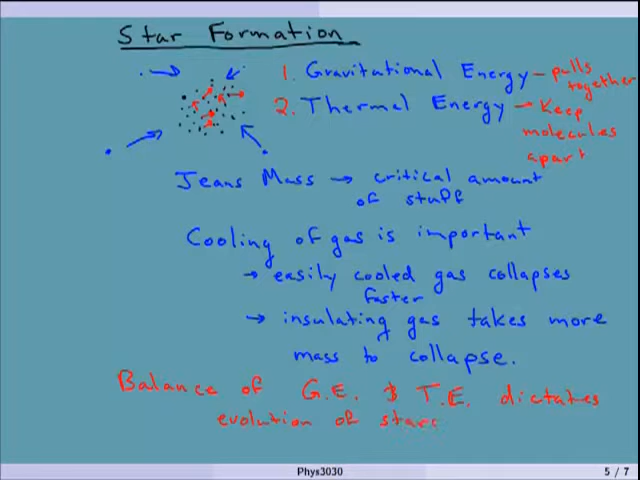 Star Formation
1. Gravitational Energy – pulls together
2. Thermal Energy → Keep molecules apart
Jeans Mass → critical amount
of stuff
Cooling of gas is important
→ easily cooled gas collapses
faster
→ insulating gas takes more
mass to collapse.
Balance of G.E. & T.E. dictates
evolution of stars
Phys3030
5 / 7